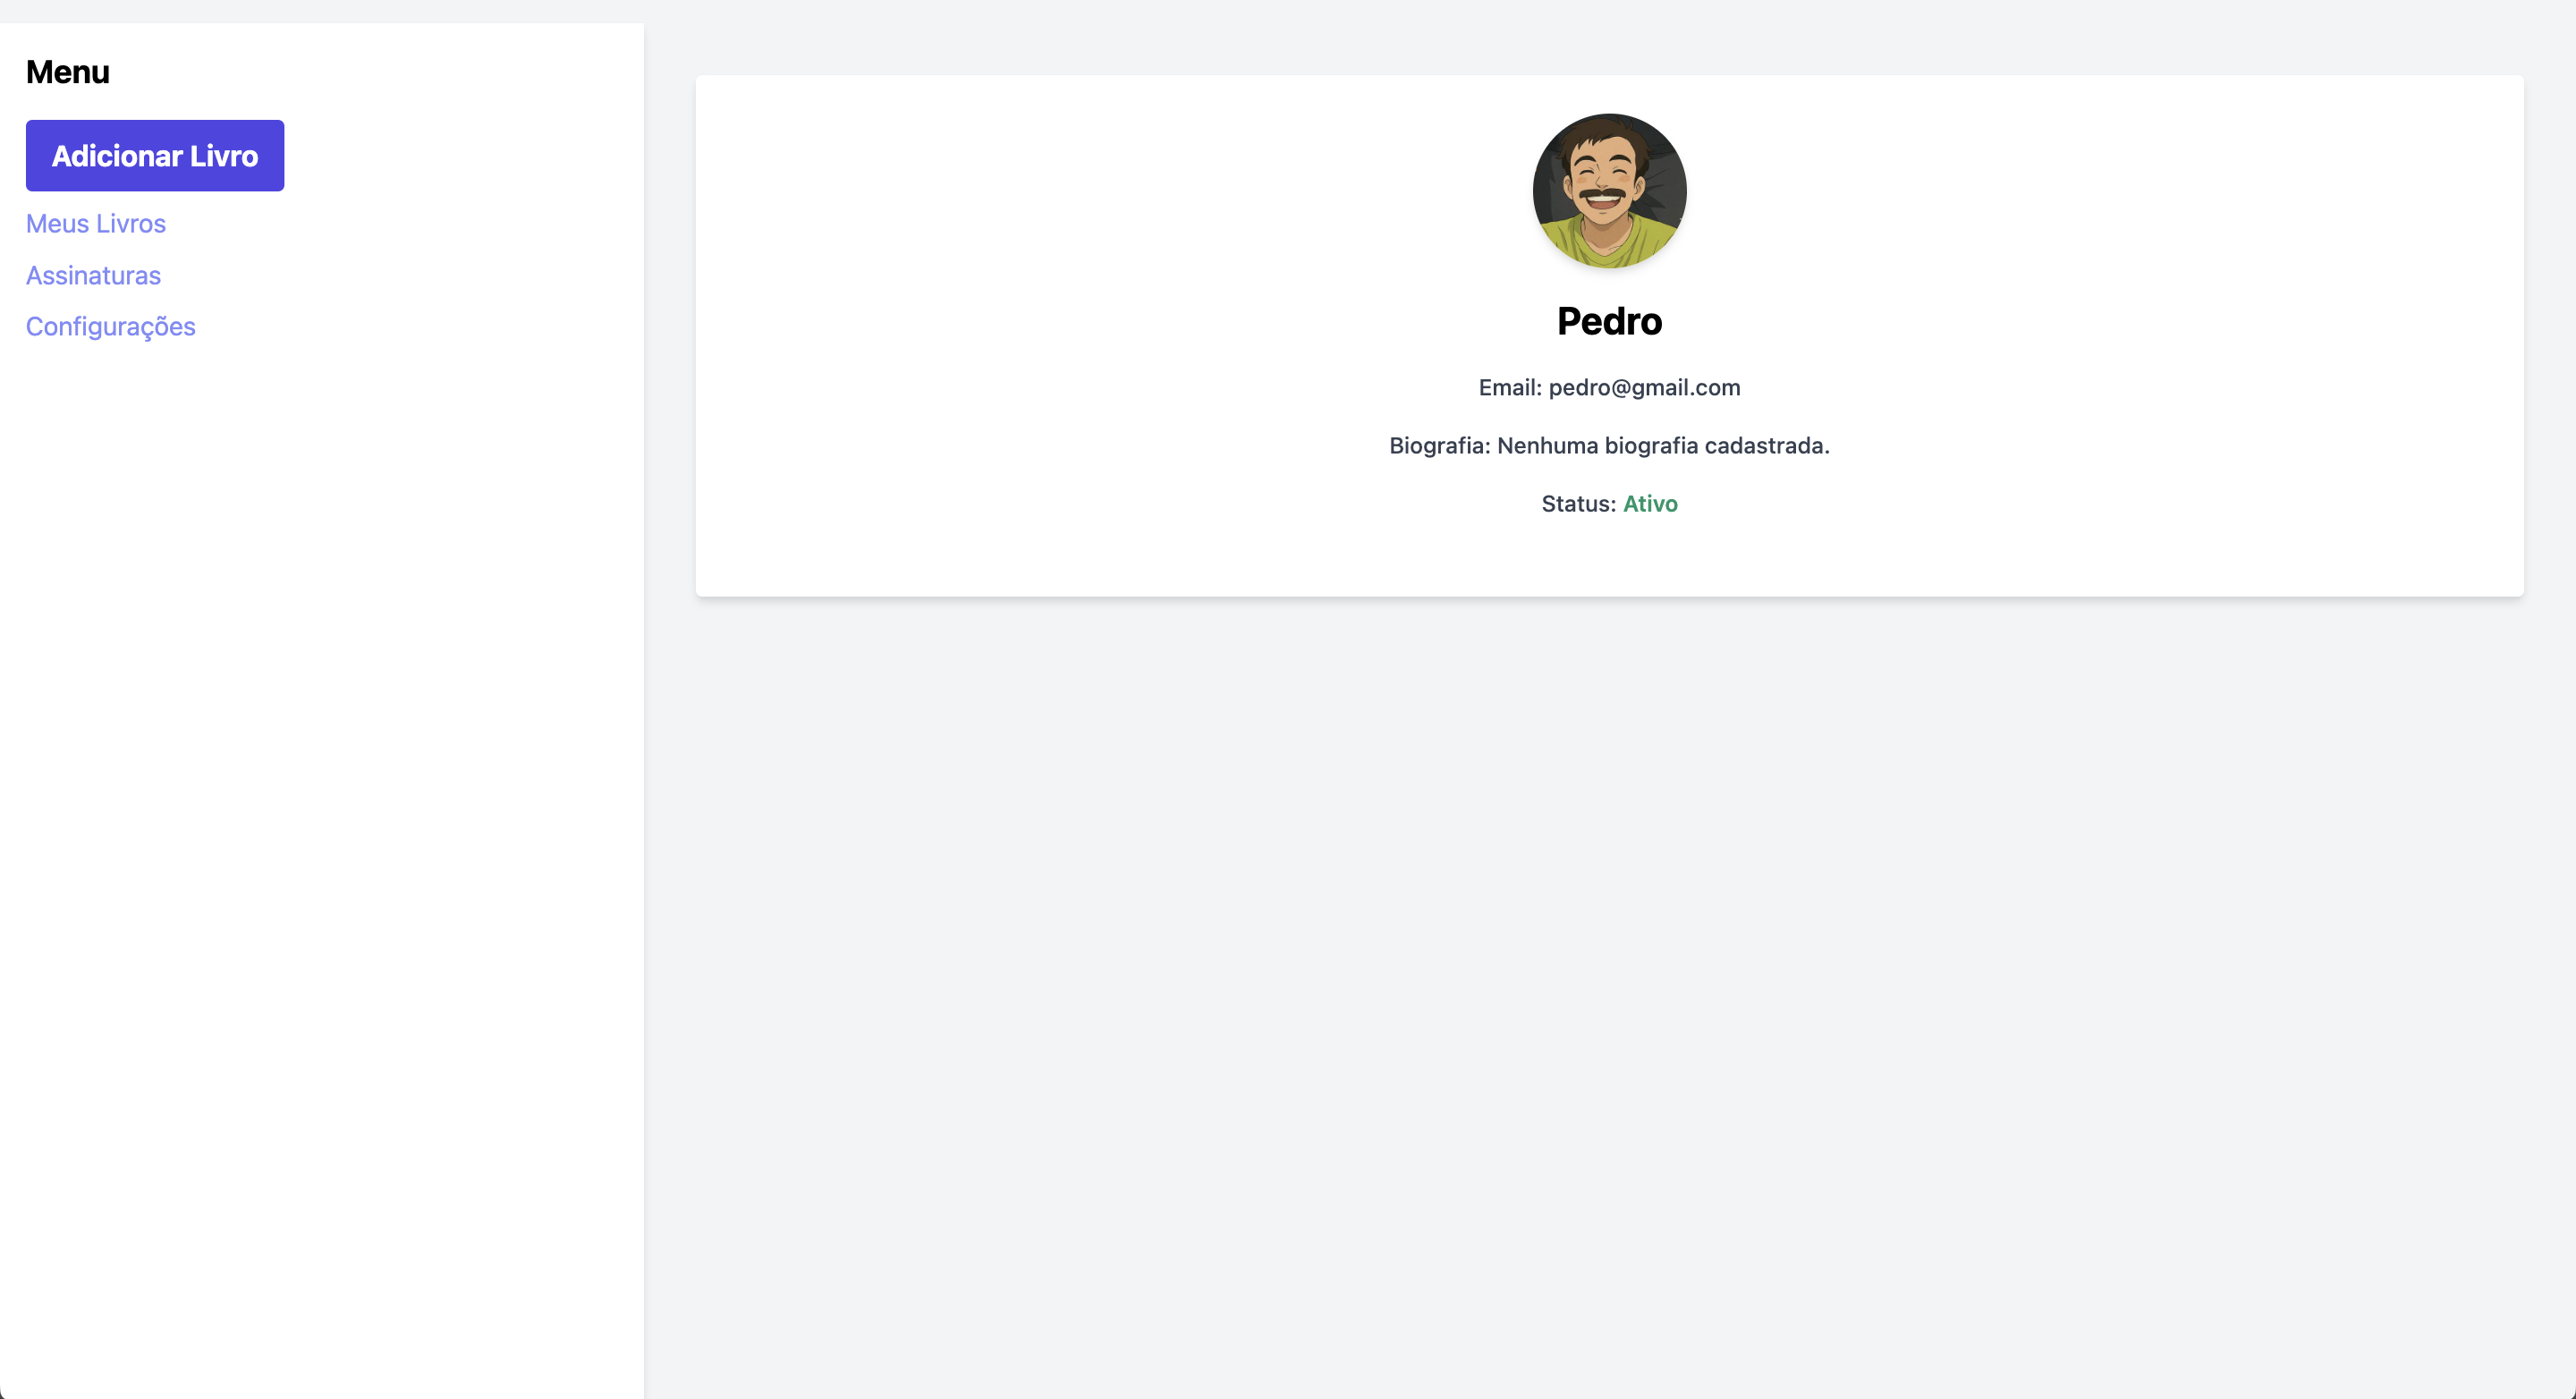 Menu
Adicionar Livro
Meus Livros
Assinaturas
Configurações
Pedro
Email: pedro@gmail.com
Biografia: Nenhuma biografia cadastrada.
Status: Ativo